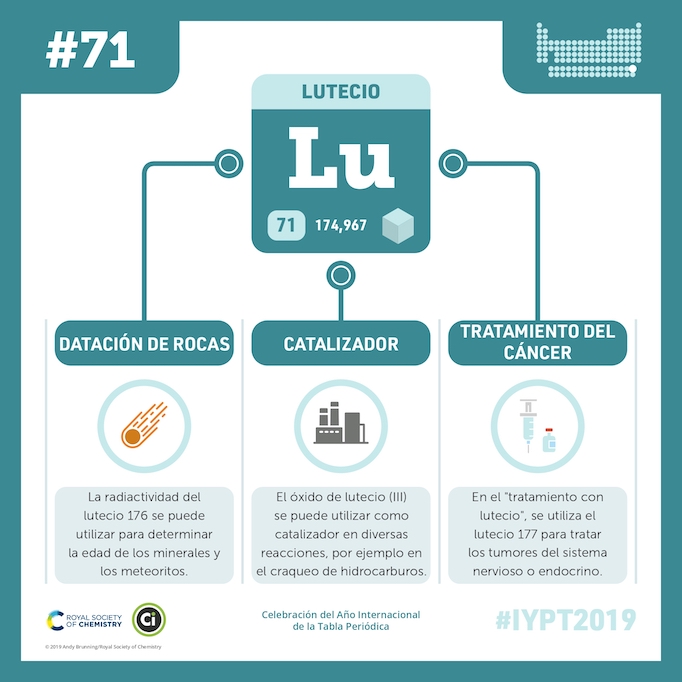 #71
LUTECIO
Lu
71 174,967
DATACIÓN DE ROCAS
La radiactividad del
lutecio 176 se puede
utilizar para determinar
la edad de los minerales y
los meteoritos.
CATALIZADOR
El óxido de lutecio (III)
se puede utilizar como
catalizador en diversas
reacciones, por ejemplo en
el craqueo de hidrocarburos.
TRATAMIENTO DEL
CÁNCER
En el "tratamiento con
lutecio", se utiliza el
lutecio 177 para tratar
los tumores del sistema
nervioso o endocrino.
ROYAL SOCIETY
OF CHEMISTRY
Ci
© 2019 Andy Brunning/Royal Society of Chemistry
Celebración del Año Internacional
de la Tabla Periódica
#IYPT2019